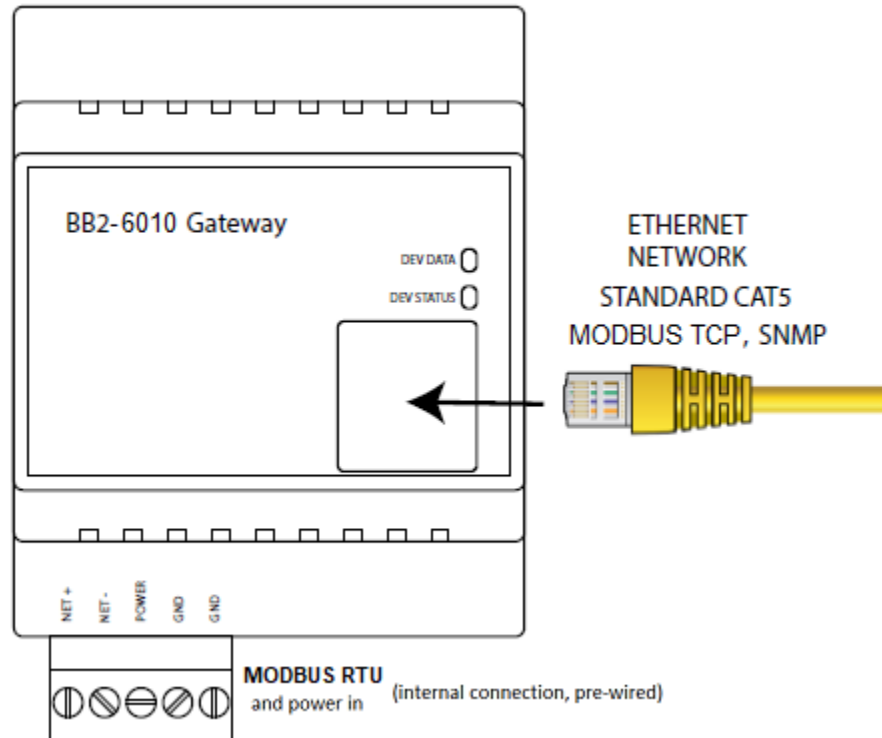 BB2-6010 Gateway
DEV DATA
DEV STATUS
ETHERNET
NETWORK
STANDARD CAT5
MODBUS TCP, SNMP
NET +
NET -
POWER
GND
GND
MODBUS RTU
and power in
(internal connection, pre-wired)